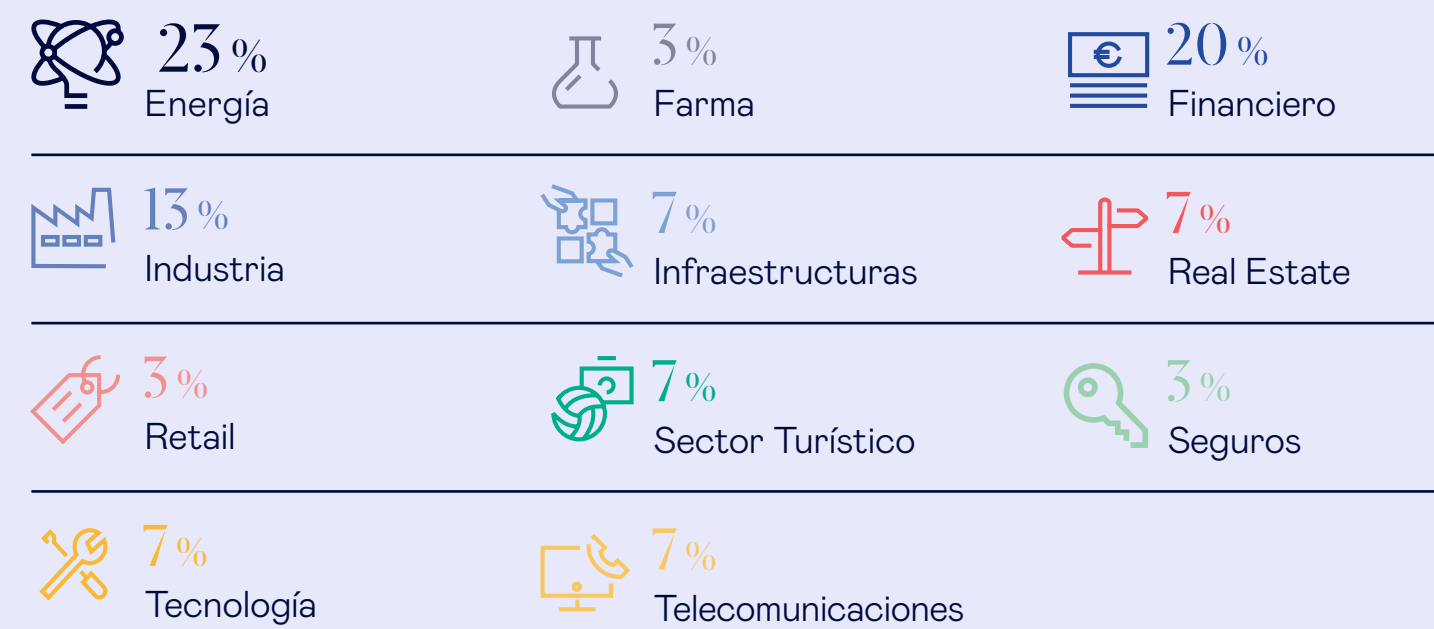 23 %
Energía
3 %
Farma
€
20 %
Financiero
13 %
Industria
7 %
Infraestructuras
7 %
Real Estate
3 %
Retail
7 %
Sector Turístico
3 %
Seguros
7 %
Tecnología
7 %
Telecomunicaciones